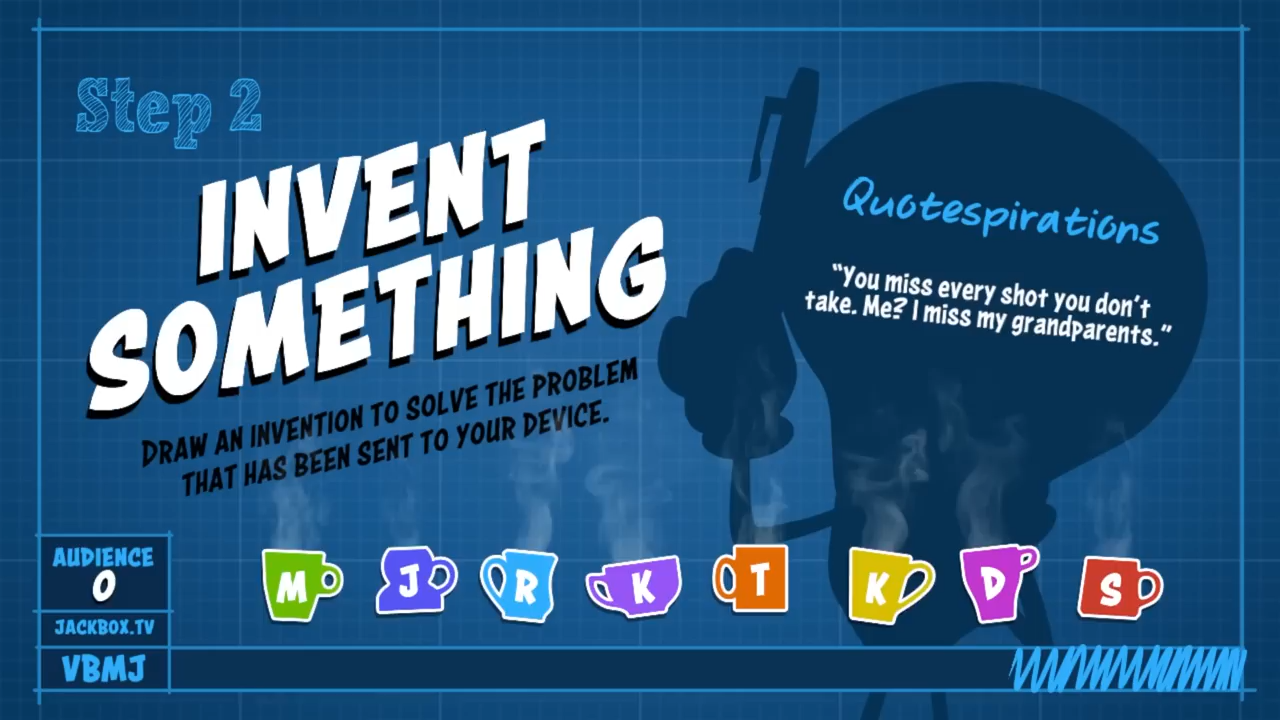 Step 2
INVENT
SOMETHING
DRAW AN INVENTION TO SOLVE THE PROBLEM
THAT HAS BEEN SENT TO YOUR DEVICE.
Quotespirations
“You miss every shot you don’t
take. Me? I miss my grandparents.”
M J R K T K D S
AUDIENCE
0
JACKBOX.TV
VBMJ